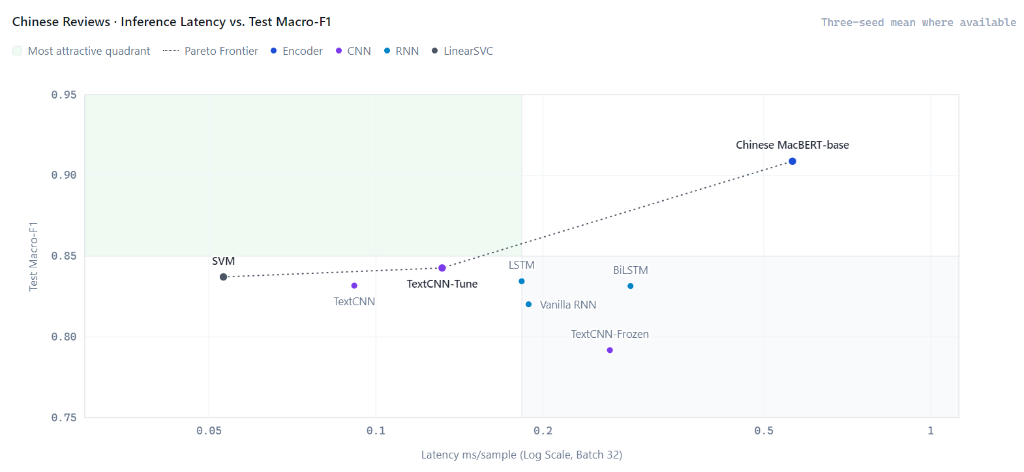 Chinese Reviews · Inference Latency vs. Test Macro-F1
Three-seed mean where available
Most attractive quadrant
Pareto Frontier
Encoder
CNN
RNN
LinearSVC
0.95
0.90
0.85
0.80
0.75
Test Macro-F1
Chinese MacBERT-base
SVM
LSTM
BiLSTM
TextCNN-Tune
TextCNN
Vanilla RNN
TextCNN-Frozen
0.05
0.1
0.2
0.5
1
Latency ms/sample (Log Scale, Batch 32)